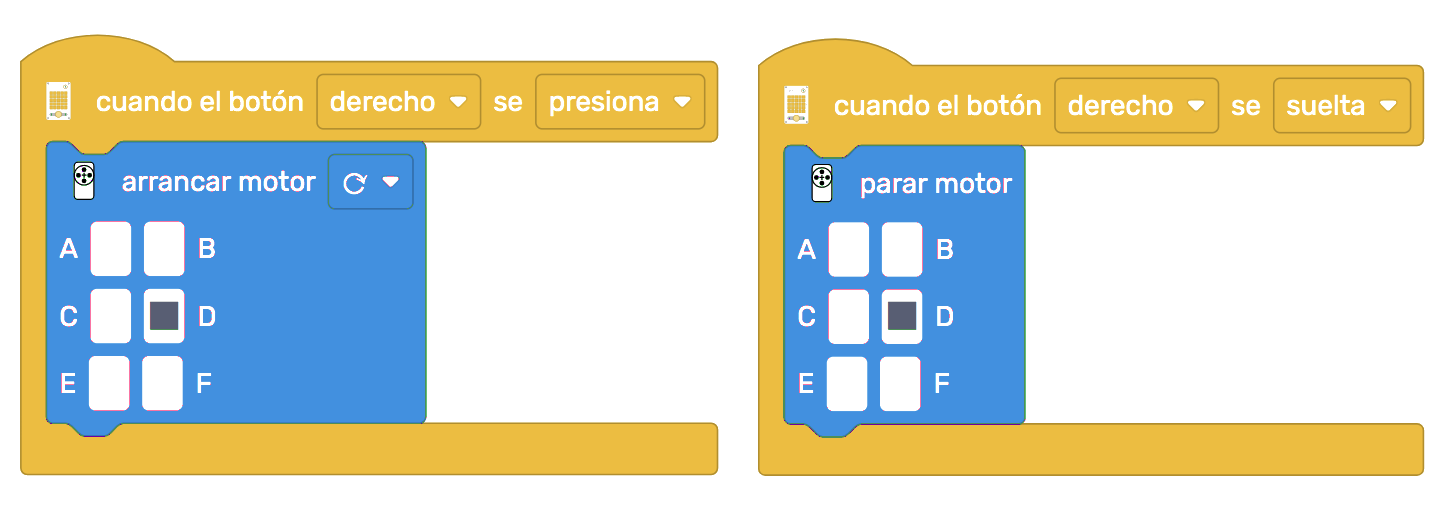 cuando el botón derecho se presiona
arrancar motor
A B
C D
E F
cuando el botón derecho se suelta
parar motor
A B
C D
E F